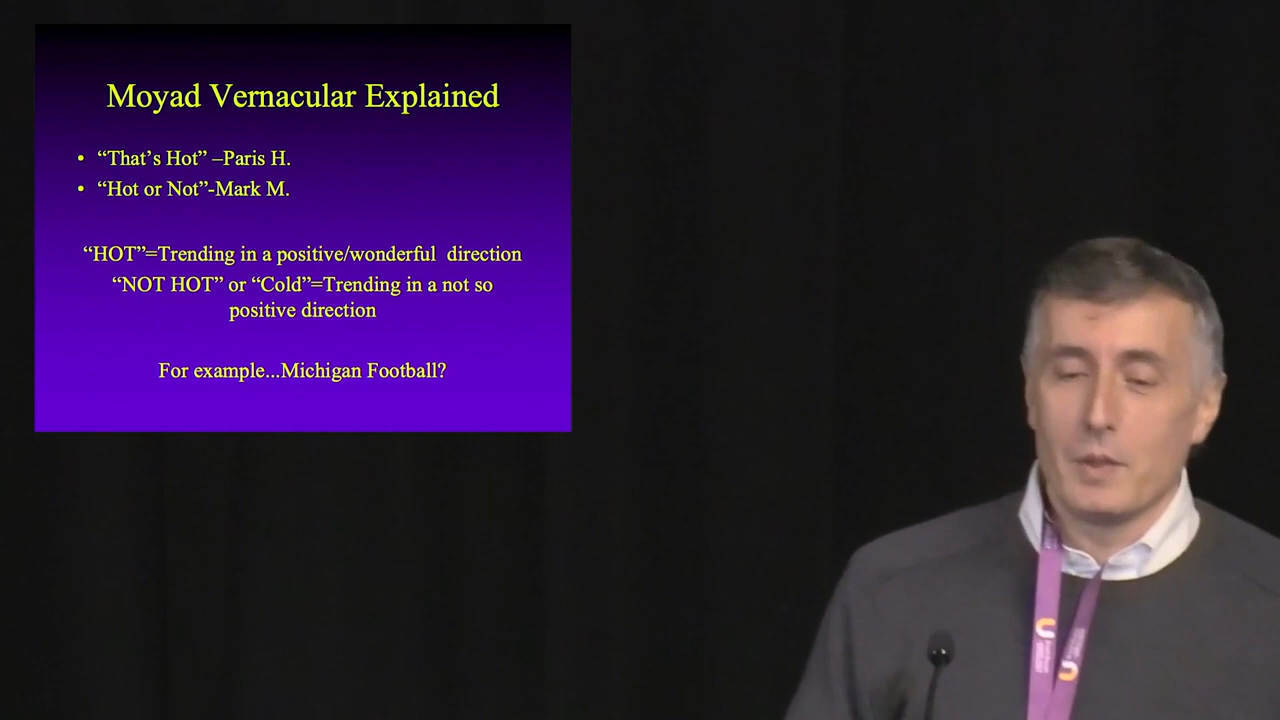 Moyad Vernacular Explained
• “That’s Hot” –Paris H.
• “Hot or Not”-Mark M.
“HOT”=Trending in a positive/wonderful direction
“NOT HOT” or “Cold”=Trending in a not so
positive direction
For example...Michigan Football?